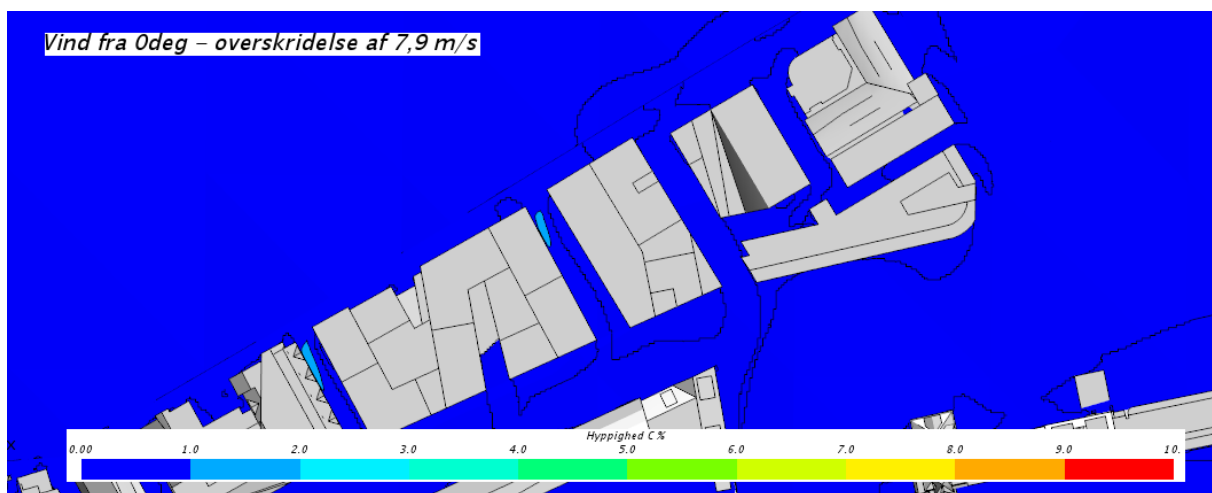 Vind fra 0deg – overskridelse af 7,9 m/s
Hyppighed C %
0.00 1.0 2.0 3.0 4.0 5.0 6.0 7.0 8.0 9.0 10.
X